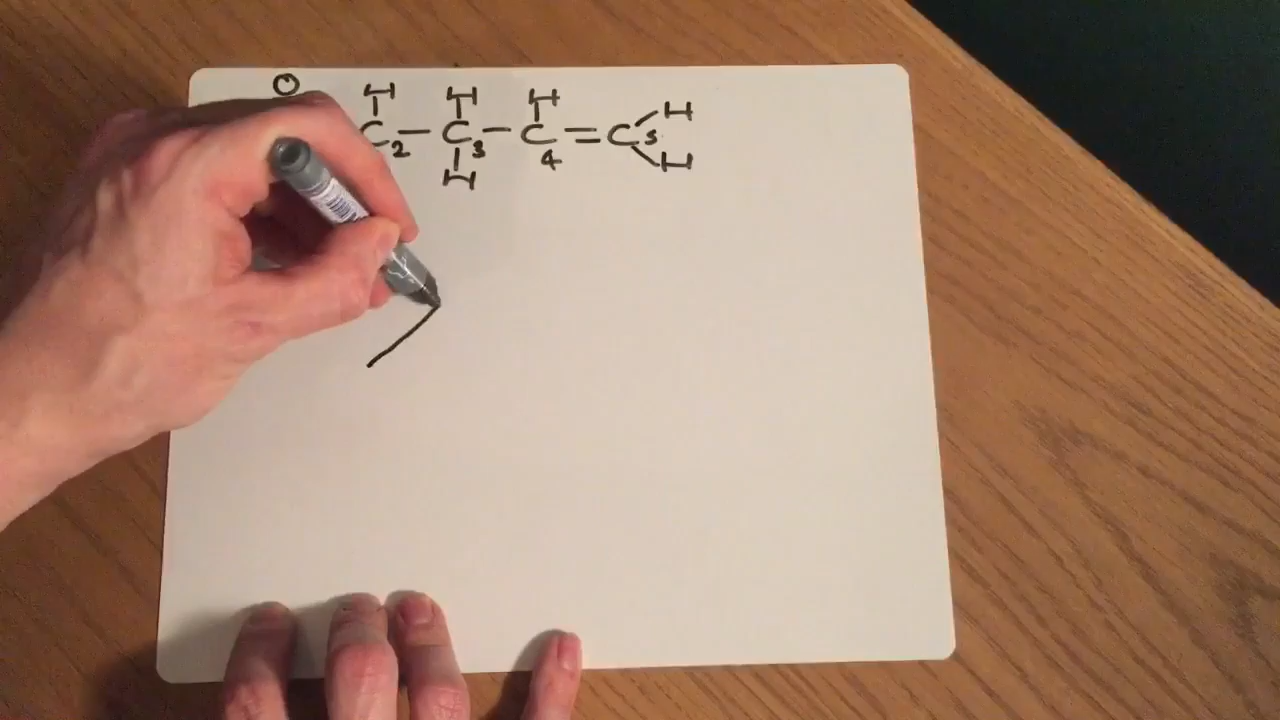 O
H H H H
C2 – C3 – C4 = C5
H H